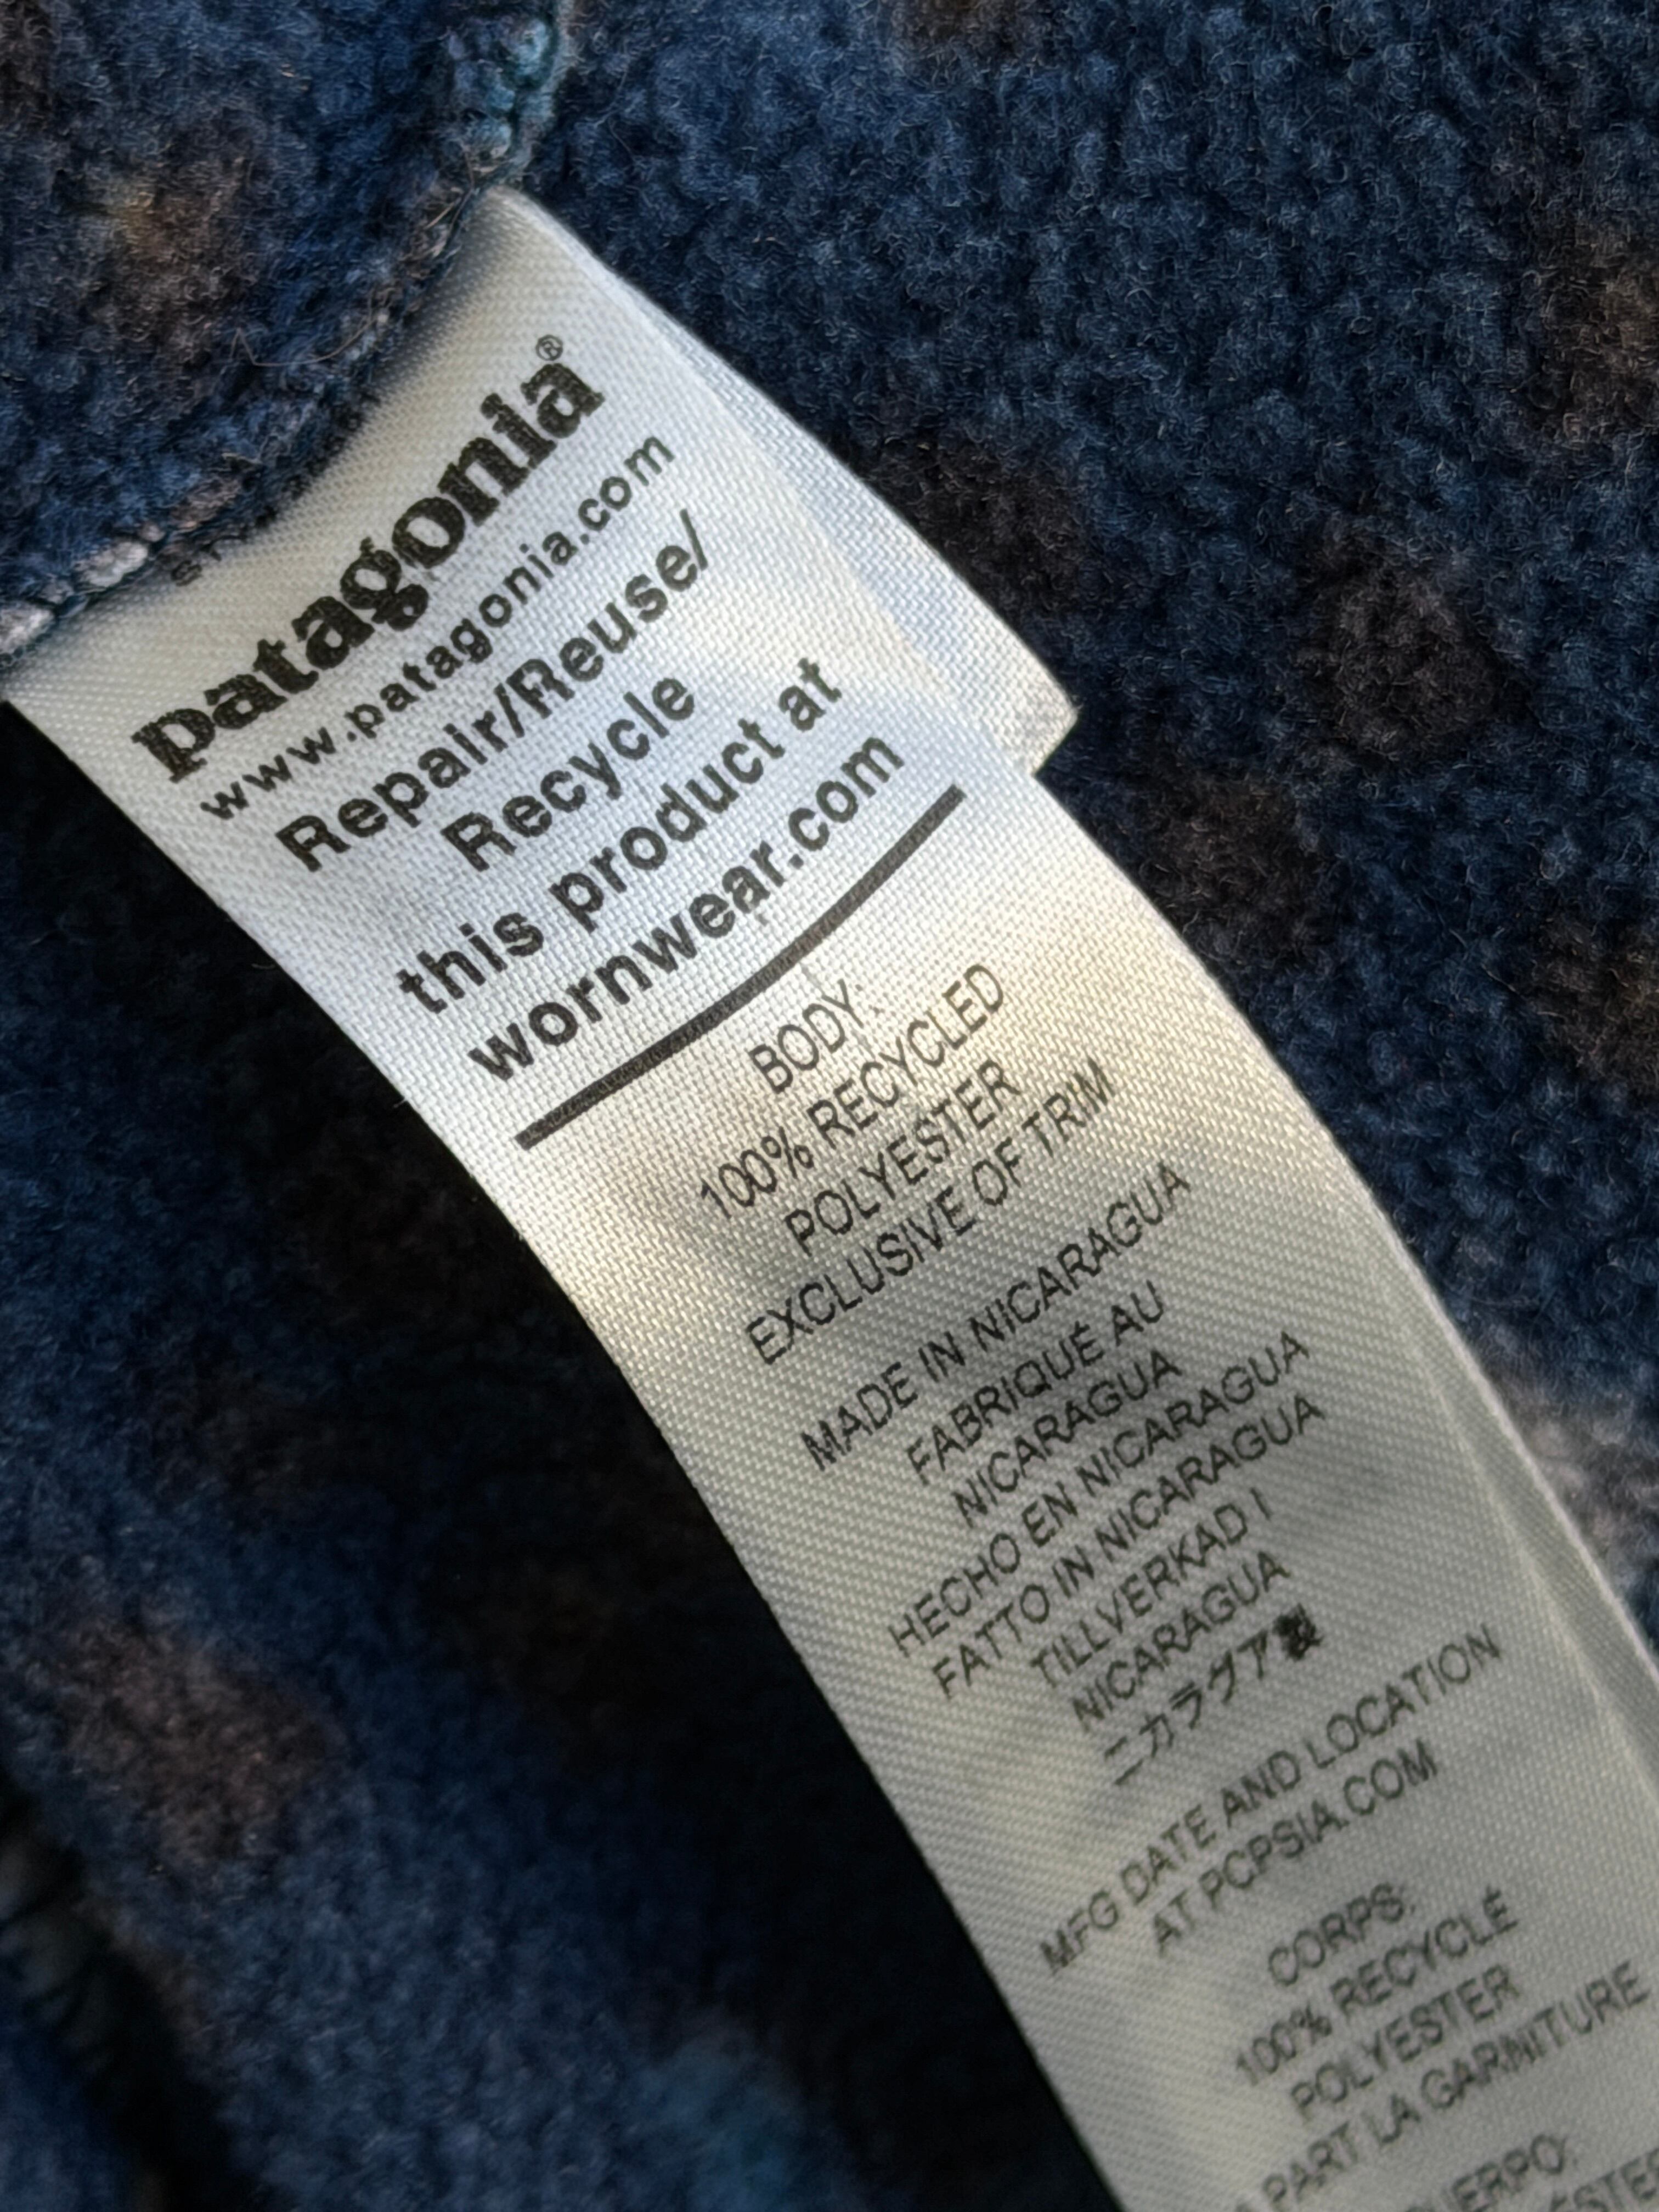 patagonia®
www.patagonia.com
Repair/Reuse/
Recycle
this product at
wornwear.com
BODY:
100% RECYCLED
POLYESTER
EXCLUSIVE OF TRIM
MADE IN NICARAGUA
FABRIQUÉ AU
NICARAGUA
HECHO EN NICARAGUA
FATTO IN NICARAGUA
TILLVERKAD I
NICARAGUA
ニカラグア製
MFG DATE AND LOCATION
AT PCPSIA.COM
CORPS:
100% RECYCLÉ
POLYESTER
PART LA GARNITURE